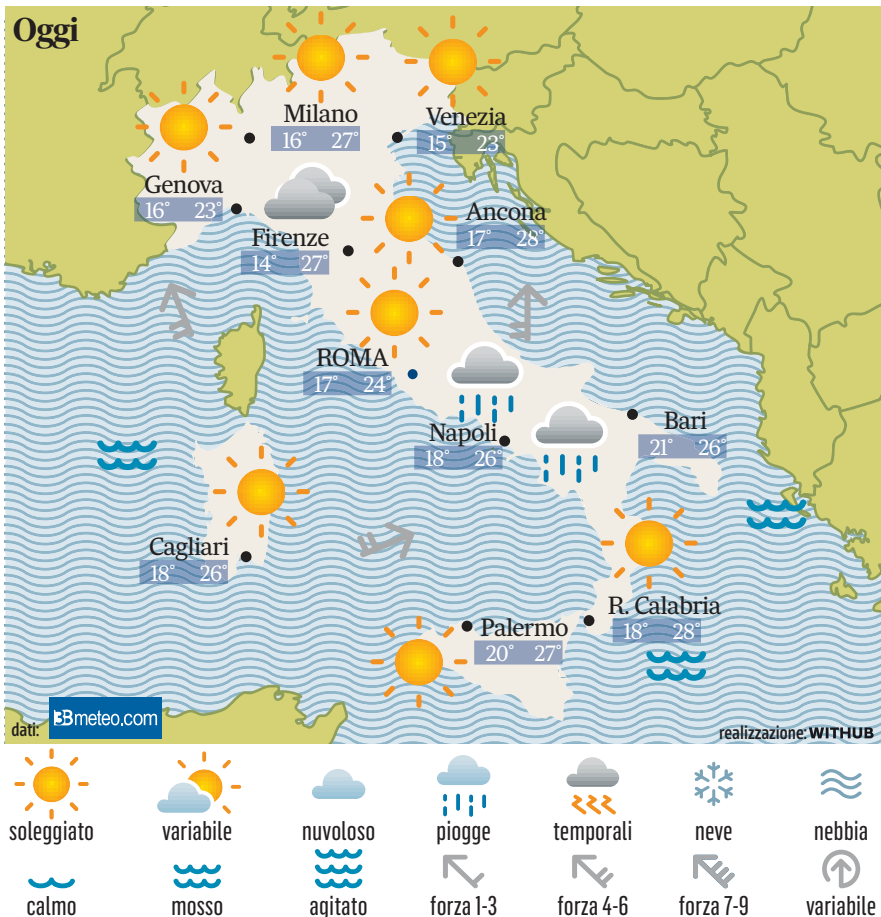 Oggi
Milano
16° 27°
Venezia
15° 23°
Genova
16° 23°
Ancona
17° 28°
Firenze
14° 27°
ROMA
17° 24°
Napoli
18° 26°
Bari
21° 26°
Cagliari
18° 26°
R. Calabria
18° 28°
Palermo
20° 27°
dati: 3Bmeteo.com
realizzazione: WITHUB
soleggiato variabile nuvoloso piogge temporali neve nebbia
calmo mosso agitato forza 1-3 forza 4-6 forza 7-9 variabile